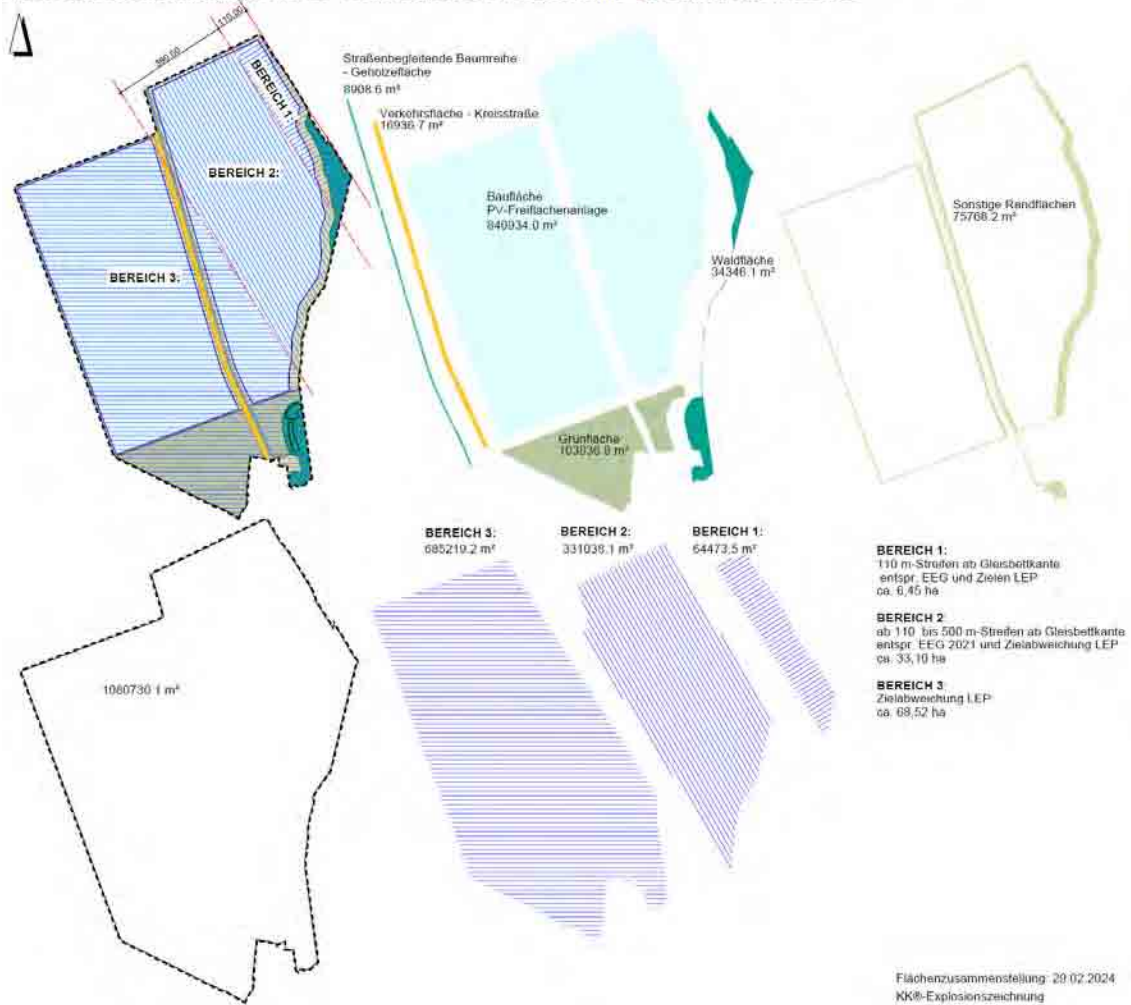 390,00
110,00
BEREICH 1:
BEREICH 2:
BEREICH 3:
Straßenbegleitende Baumreihe
- Gehölzefläche
8908.6 m²
Verkehrsfläche - Kreisstraße
16936.7 m²
Baufläche
PV-Freiflächenanlage
840934.0 m²
Waldfläche
34346.1 m²
Grünfläche
103836.8 m²
Sonstige Randflächen
75768.2 m²
1080730.1 m²
BEREICH 3:
685219.2 m²
BEREICH 2:
331038.1 m²
BEREICH 1:
64473.5 m²
BEREICH 1:
110 m-Streifen ab Gleisbettkante
entspr. EEG und Zielen LEP
ca. 6,45 ha
BEREICH 2:
ab 110 bis 500 m-Streifen ab Gleisbettkante
entspr. EEG 2021 und Zielabweichung LEP
ca. 33,10 ha
BEREICH 3:
Zielabweichung LEP
ca. 68,52 ha
Flächenzusammenstellung: 29.02.2024
KK®-Explosionszeichnung